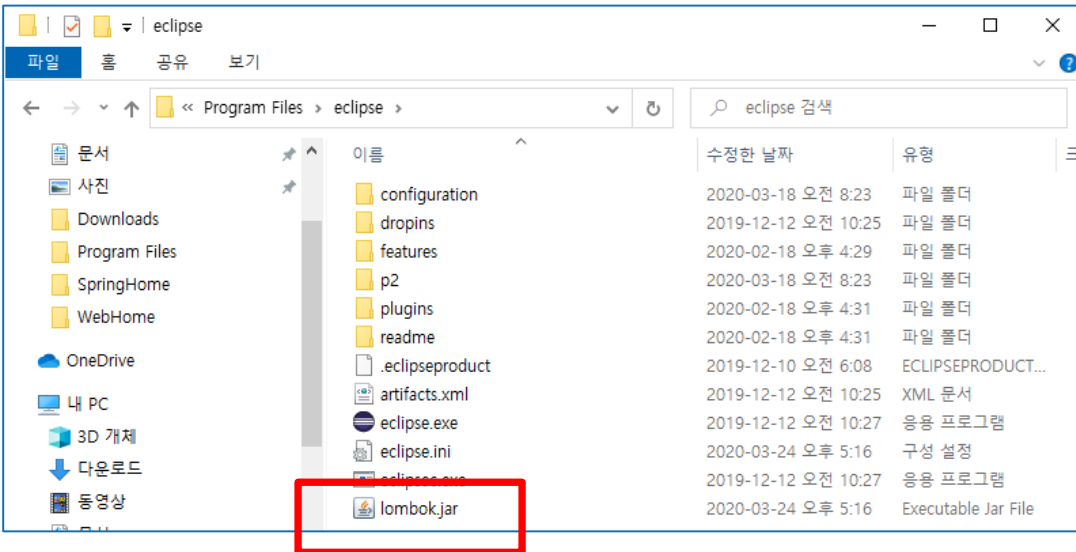 eclipse
파일 홈 공유 보기
« Program Files > eclipse >
eclipse 검색
문서
사진
Downloads
Program Files
SpringHome
WebHome
OneDrive
내 PC
3D 개체
다운로드
동영상
이름 수정한 날짜 유형
configuration 2020-03-18 오전 8:23 파일 폴더
dropins 2019-12-12 오전 10:25 파일 폴더
features 2020-02-18 오후 4:29 파일 폴더
p2 2020-03-18 오전 8:23 파일 폴더
plugins 2020-02-18 오후 4:31 파일 폴더
readme 2020-02-18 오후 4:31 파일 폴더
.eclipseproduct 2019-12-10 오전 6:08 ECLIPSEPRODUCT...
artifacts.xml 2019-12-12 오전 10:25 XML 문서
eclipse.exe 2019-12-12 오전 10:27 응용 프로그램
eclipse.ini 2020-03-24 오후 5:16 구성 설정
eclipsec.exe 2019-12-12 오전 10:27 응용 프로그램
lombok.jar 2020-03-24 오후 5:16 Executable Jar File